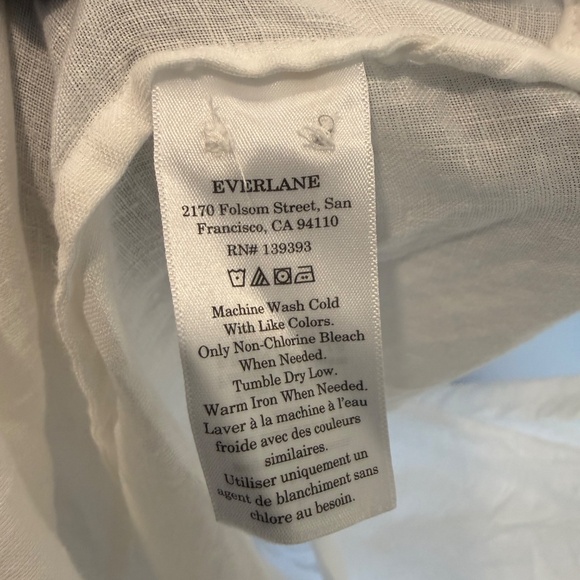 EVERLANE
2170 Folsom Street, San
Francisco, CA 94110
RN# 139393
Machine Wash Cold
With Like Colors.
Only Non-Chlorine Bleach
When Needed.
Tumble Dry Low.
Warm Iron When Needed.
Laver à la machine à l'eau
froide avec des couleurs
similaires.
Utiliser uniquement un
agent de blanchiment sans
chlore au besoin.